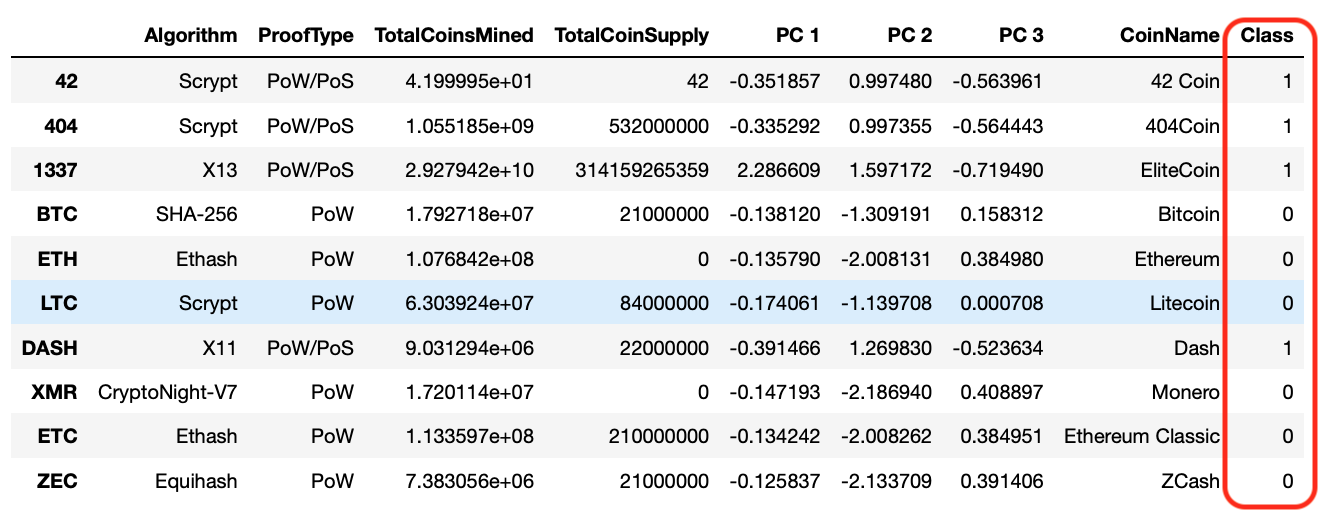 Algorithm ProofType TotalCoinsMined TotalCoinSupply PC 1 PC 2 PC 3 CoinName Class
42 Scrypt PoW/PoS 4.199995e+01 42 -0.351857 0.997480 -0.563961 42 Coin 1
404 Scrypt PoW/PoS 1.055185e+09 532000000 -0.335292 0.997355 -0.564443 404Coin 1
1337 X13 PoW/PoS 2.927942e+10 314159265359 2.286609 1.597172 -0.719490 EliteCoin 1
BTC SHA-256 PoW 1.792718e+07 21000000 -0.138120 -1.309191 0.158312 Bitcoin 0
ETH Ethash PoW 1.076842e+08 0 -0.135790 -2.008131 0.384980 Ethereum 0
LTC Scrypt PoW 6.303924e+07 84000000 -0.174061 -1.139708 0.000708 Litecoin 0
DASH X11 PoW/PoS 9.031294e+06 22000000 -0.391466 1.269830 -0.523634 Dash 1
XMR CryptoNight-V7 PoW 1.720114e+07 0 -0.147193 -2.186940 0.408897 Monero 0
ETC Ethash PoW 1.133597e+08 210000000 -0.134242 -2.008262 0.384951 Ethereum Classic 0
ZEC Equihash PoW 7.383056e+06 21000000 -0.125837 -2.133709 0.391406 ZCash 0